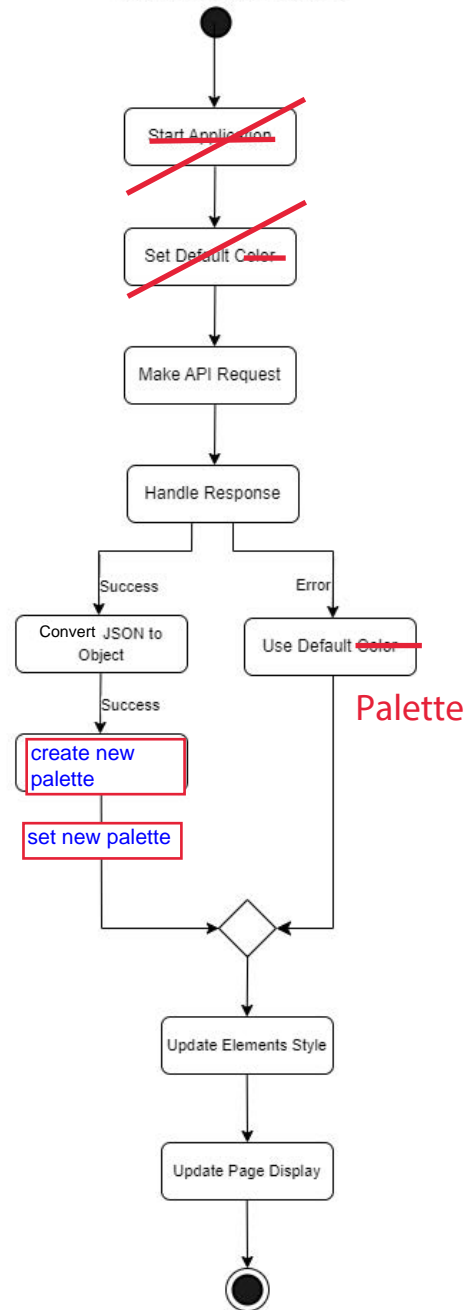 Start Application
Set Default Color
Make API Request
Handle Response
Success
Error
Convert JSON to
Object
Use Default Color
Success
Palette
create new
palette
set new palette
Update Elements Style
Update Page Display